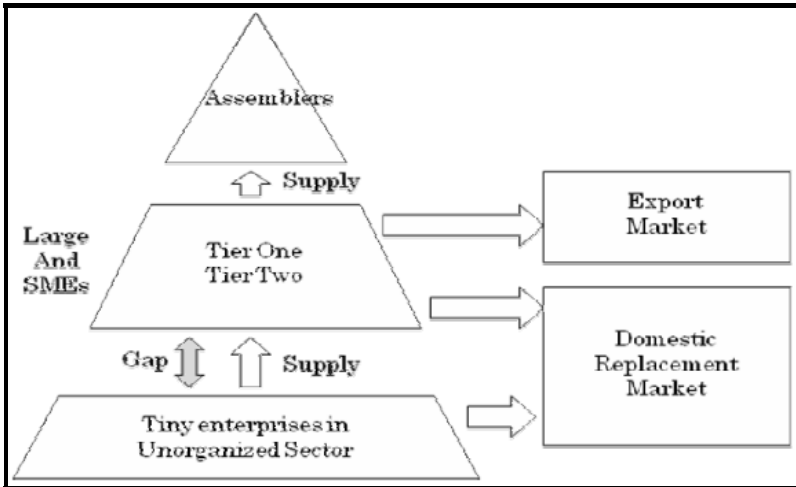 Assemblers
Supply
Large
And
SMEs
Tier One
Tier Two
Export
Market
Gap
Supply
Domestic
Replacement
Market
Tiny enterprises in
Unorganized Sector